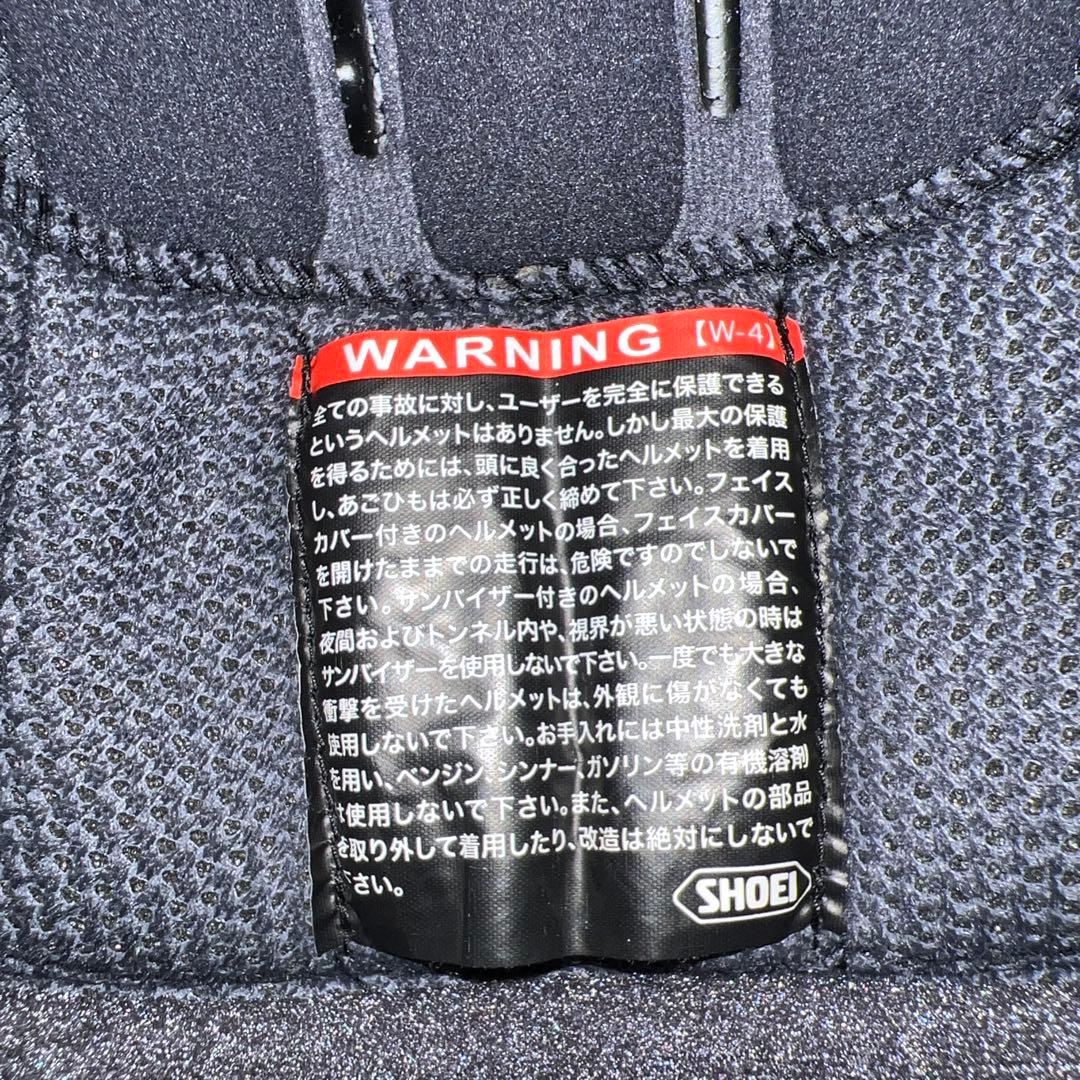 WARNING 【W-4】
全ての事故に対し、ユーザーを完全に保護できる
というヘルメットはありません。しかし最大の保護
を得るためには、頭に良く合ったヘルメットを着用
し、あごひもは必ず正しく締めて下さい。フェイス
カバー付きのヘルメットの場合、フェイスカバー
を開けたままでの走行は、危険ですのでしないで
下さい。サンバイザー付きのヘルメットの場合、
夜間およびトンネル内や、視界が悪い状態の時は
サンバイザーを使用しないで下さい。一度でも大きな
衝撃を受けたヘルメットは、外観に傷がなくても
使用しないで下さい。お手入れには中性洗剤と水
を用い、ベンジン、シンナー、ガソリン等の有機溶剤
は使用しないで下さい。また、ヘルメットの部品
を取り外して着用したり、改造は絶対にしないで
下さい。
SHOEI